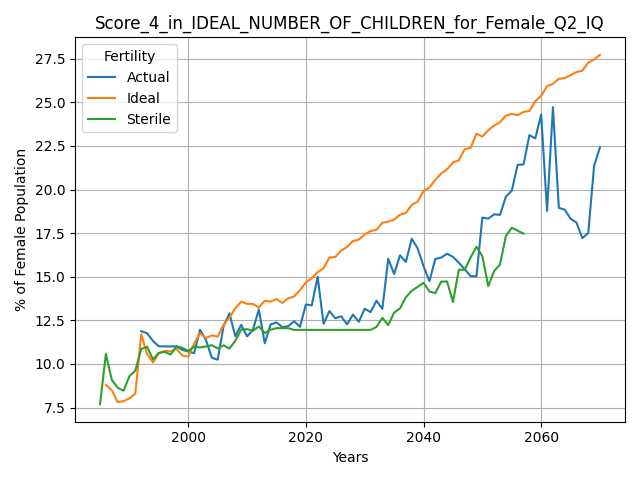 Score_4_in_IDEAL_NUMBER_OF_CHILDREN_for_Female_Q2_IQ
Fertility
Actual
Ideal
Sterile
% of Female Population
27.5
25.0
22.5
20.0
17.5
15.0
12.5
10.0
7.5
2000 2020 2040 2060
Years